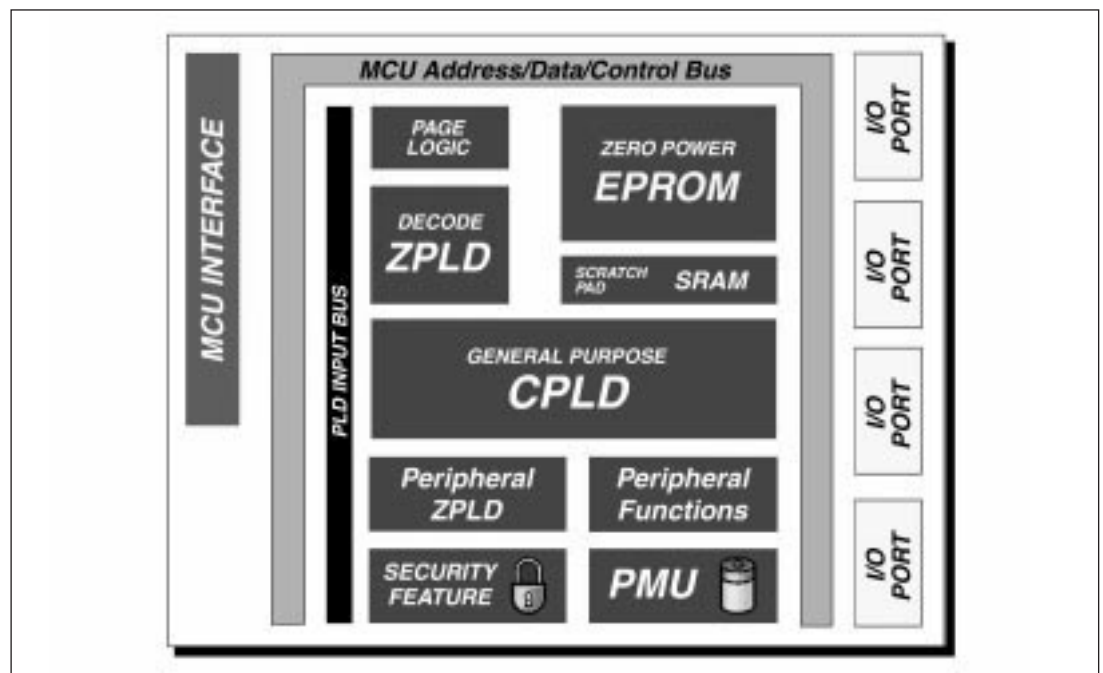 MCU INTERFACE
MCU Address/Data/Control Bus
PLD INPUT BUS
PAGE
LOGIC
ZERO POWER
EPROM
DECODE
ZPLD
SCRATCH
PAD
SRAM
GENERAL PURPOSE
CPLD
Peripheral
ZPLD
Peripheral
Functions
SECURITY
FEATURE
PMU
I/O
PORT
I/O
PORT
I/O
PORT
I/O
PORT